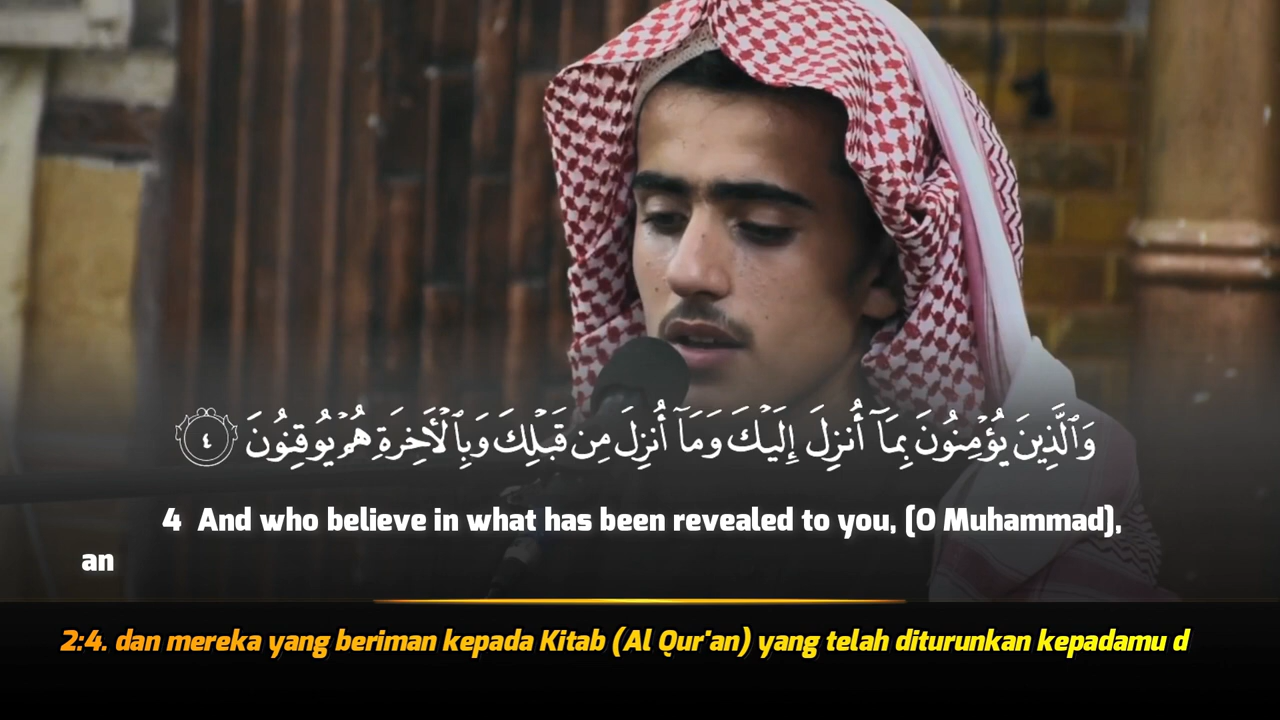 وَٱلَّذِينَ يُؤْمِنُونَ بِمَآ أُنزِلَ إِلَيْكَ وَمَآ أُنزِلَ مِن قَبْلِكَ وَبِٱلْأَخِرَةِ هُمْ يُوقِنُونَ ٤
4 And who believe in what has been revealed to you, (O Muhammad),
an
2:4. dan mereka yang beriman kepada Kitab (Al Qur'an) yang telah diturunkan kepadamu d